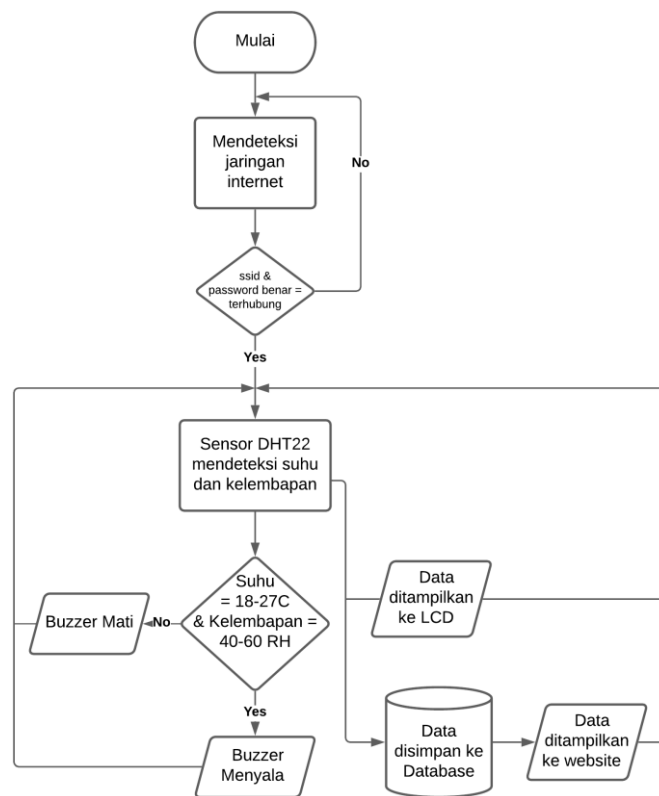 Mulai
Mendeteksi
jaringan
internet
No
ssid &
password benar =
terhubung
Yes
Sensor DHT22
mendeteksi suhu
dan kelembapan
Suhu
= 18-27C
& Kelembapan =
40-60 RH
No
Buzzer Mati
Yes
Buzzer
Menyala
Data
ditampilkan
ke LCD
Data
disimpan ke
Database
Data
ditampilkan
ke website